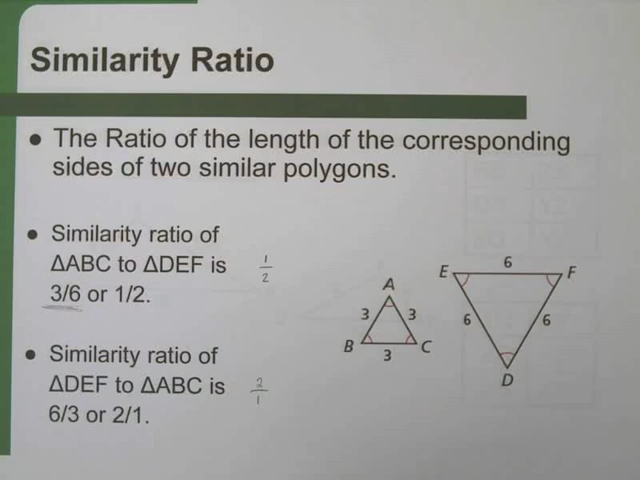 Similarity Ratio
• The Ratio of the length of the corresponding
sides of two similar polygons.
• Similarity ratio of
ΔABC to ΔDEF is 1/2
3/6 or 1/2.
• Similarity ratio of
ΔDEF to ΔABC is 2/1
6/3 or 2/1.
A
3 3
B 3 C
E 6 F
6 6
D